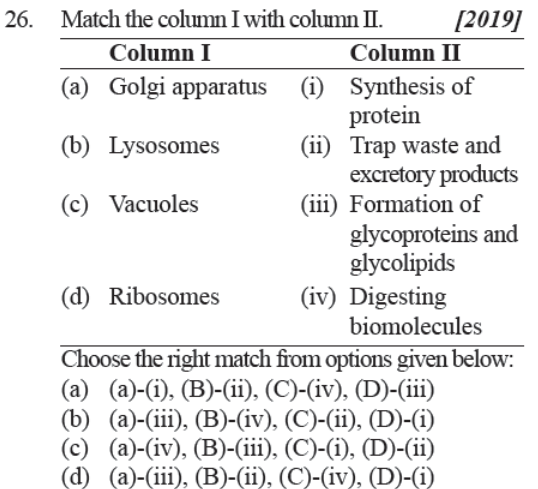 26. Match the column I with column II. [2019]
Column I Column II
(a) Golgi apparatus (i) Synthesis of
protein
(b) Lysosomes (ii) Trap waste and
excretory products
(c) Vacuoles (iii) Formation of
glycoproteins and
glycolipids
(d) Ribosomes (iv) Digesting
biomolecules
Choose the right match from options given below:
(a) (a)-(i), (B)-(ii), (C)-(iv), (D)-(iii)
(b) (a)-(iii), (B)-(iv), (C)-(ii), (D)-(i)
(c) (a)-(iv), (B)-(iii), (C)-(i), (D)-(ii)
(d) (a)-(iii), (B)-(ii), (C)-(iv), (D)-(i)